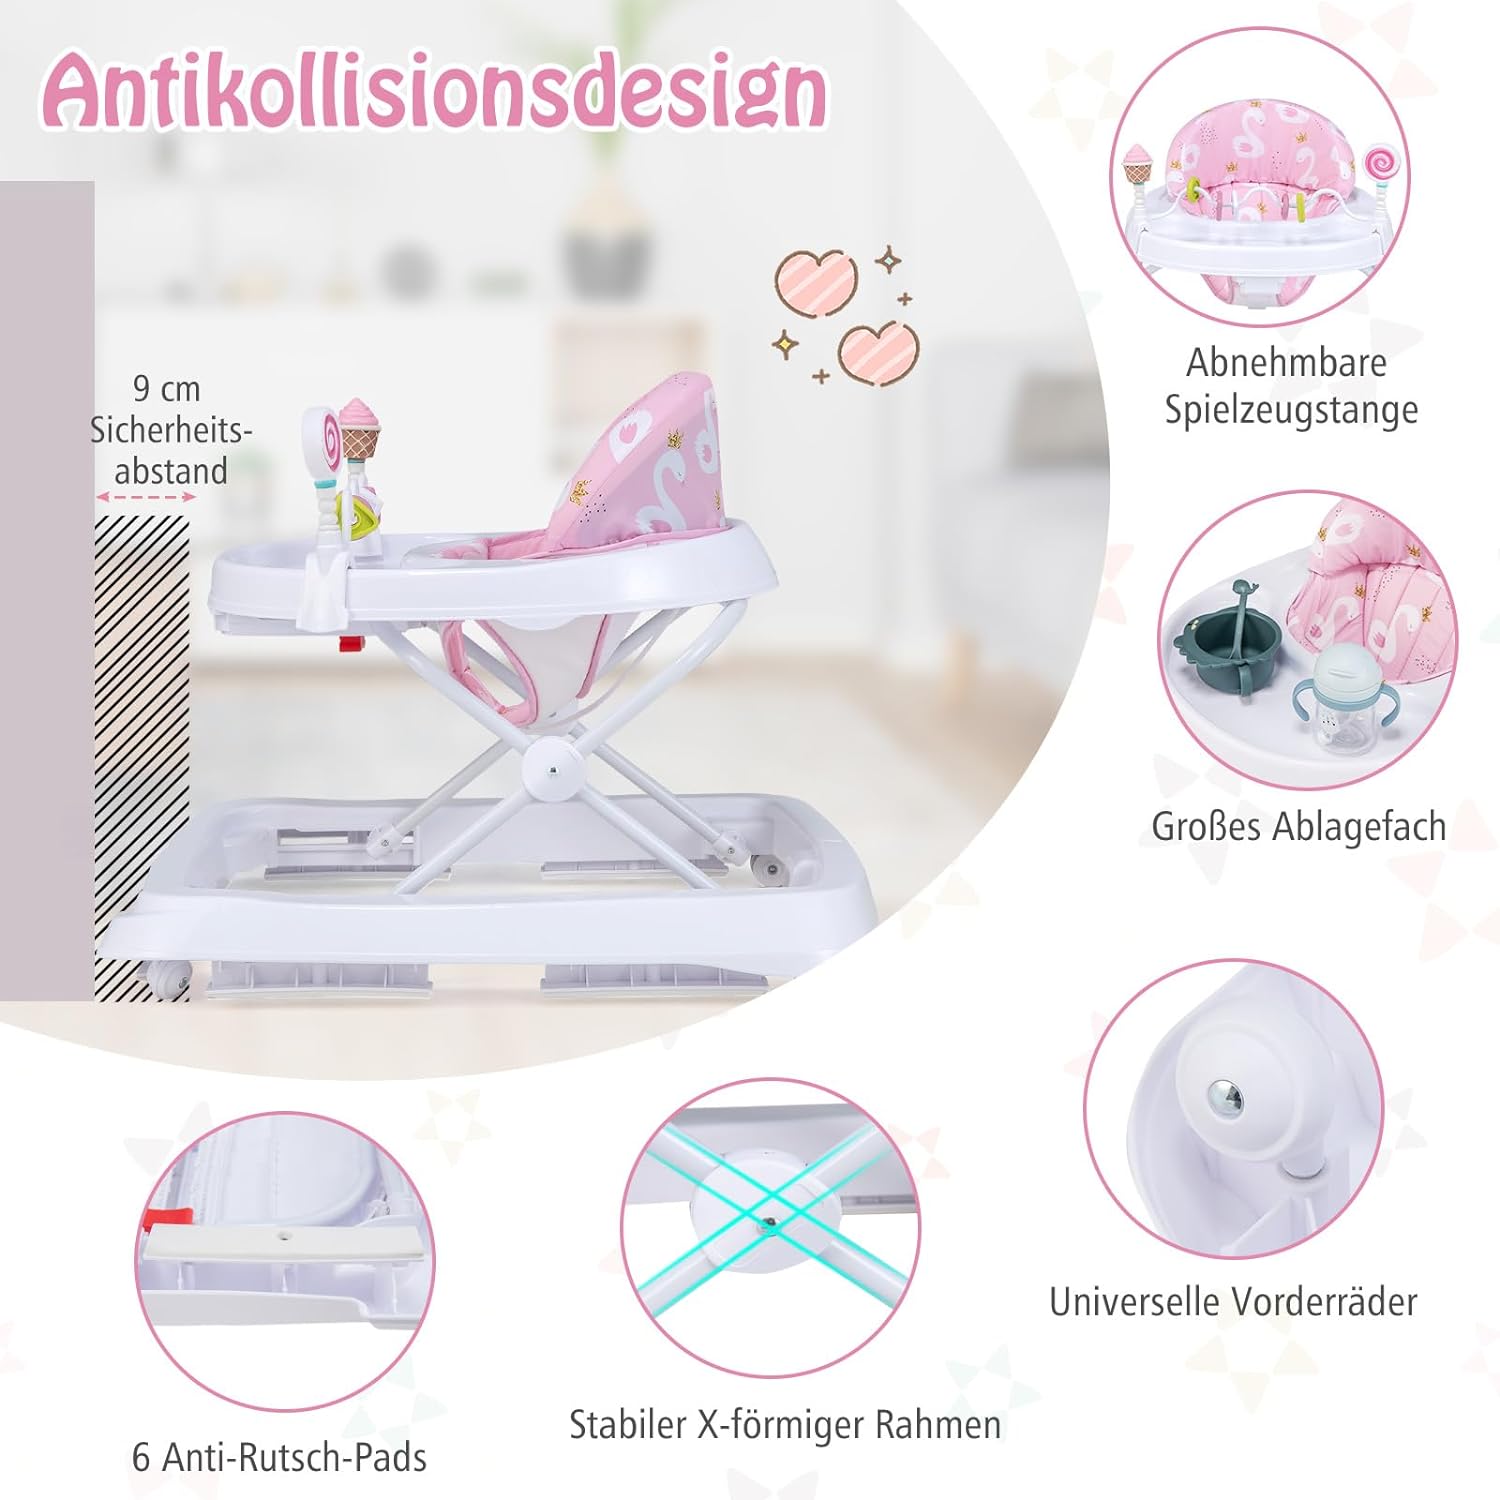 Antikollisionsdesign
9 cm
Sicherheits-
abstand
Abnehmbare
Spielzeugstange
Großes Ablagefach
Universelle Vorderräder
Stabiler X-förmiger Rahmen
6 Anti-Rutsch-Pads